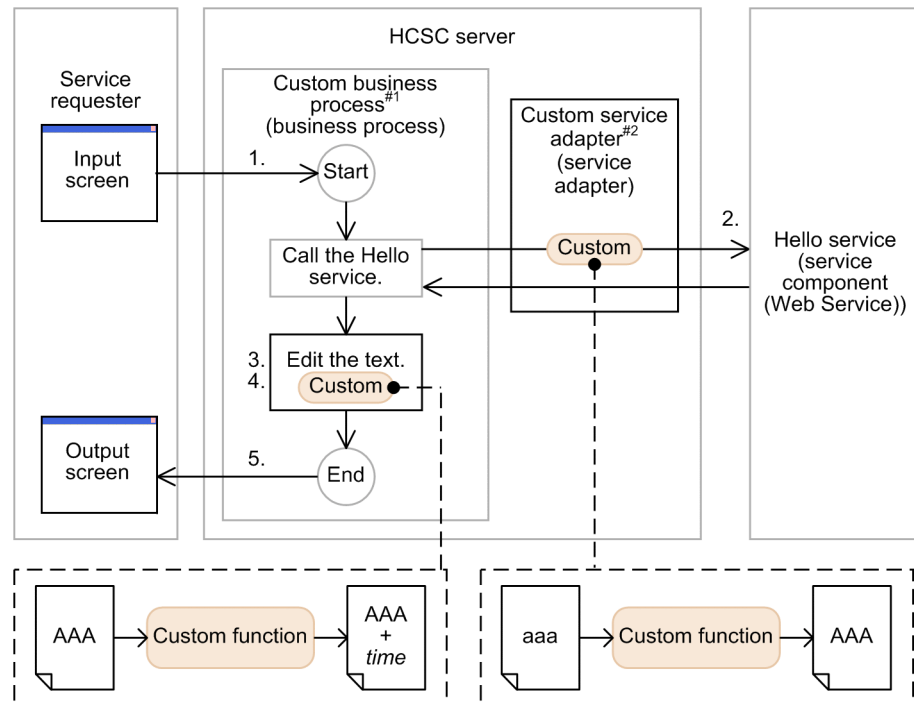 HCSC server
Service
requester
Custom business
process#1
(business process)
Custom service
adapter#2
(service
adapter)
Input
screen
1.
Start
2.
Custom
Call the Hello
service.
Hello service
(service
component
(Web Service))
3.
Edit the text.
4.
Custom
Output
screen
5.
End
AAA
Custom function
AAA
+
time
aaa
Custom function
AAA